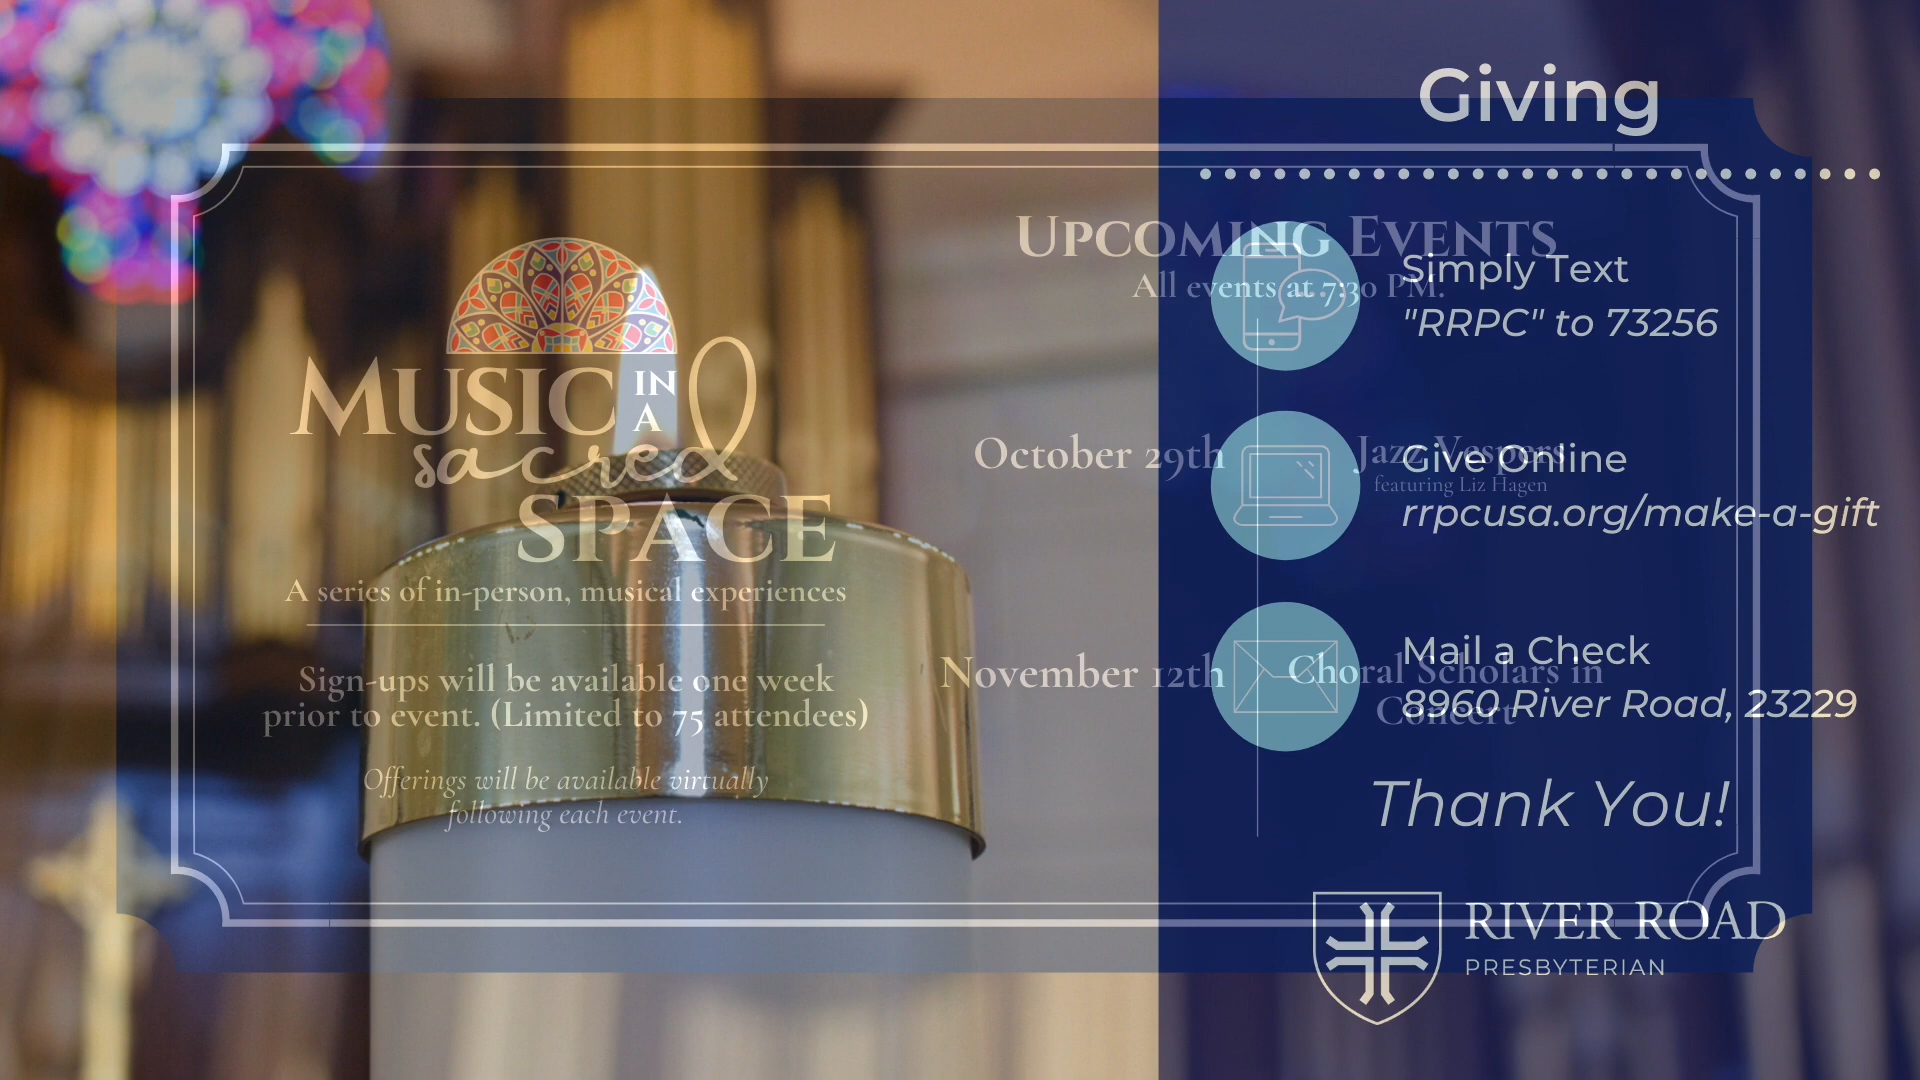 MUSIC IN A
sacred
SPACE
A series of in-person, musical experiences
Sign-ups will be available one week
prior to event. (Limited to 75 attendees)
Offerings will be available virtually
following each event.
UPCOMING EVENTS
All events at 7:30 PM.
October 29th
Jazz Vespers
featuring Liz Hagen
November 12th
Choral Scholars in
Concert
Giving
Simply Text
"RRPC" to 73256
Give Online
rrpcusa.org/make-a-gift
Mail a Check
8960 River Road, 23229
Thank You!
RIVER ROAD
PRESBYTERIAN